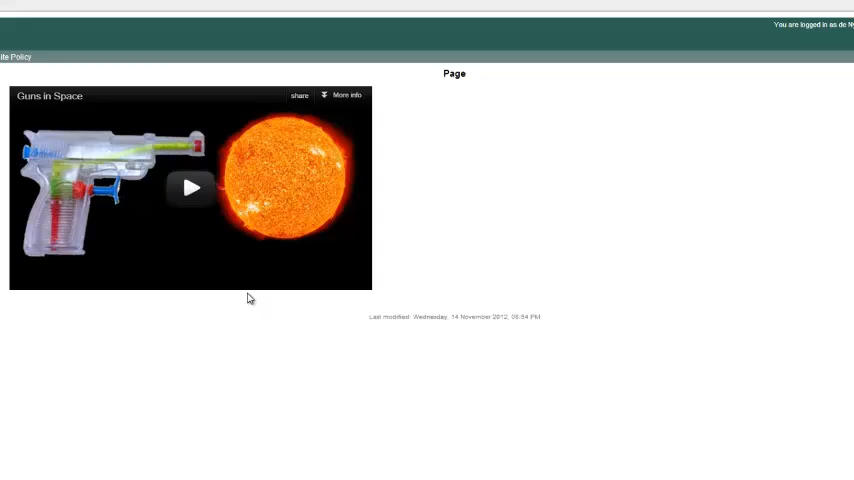 You are logged in as de
ite Policy
Page
Guns in Space
share
More info
Last modified: Wednesday, 14 November 2012, 06:54 PM